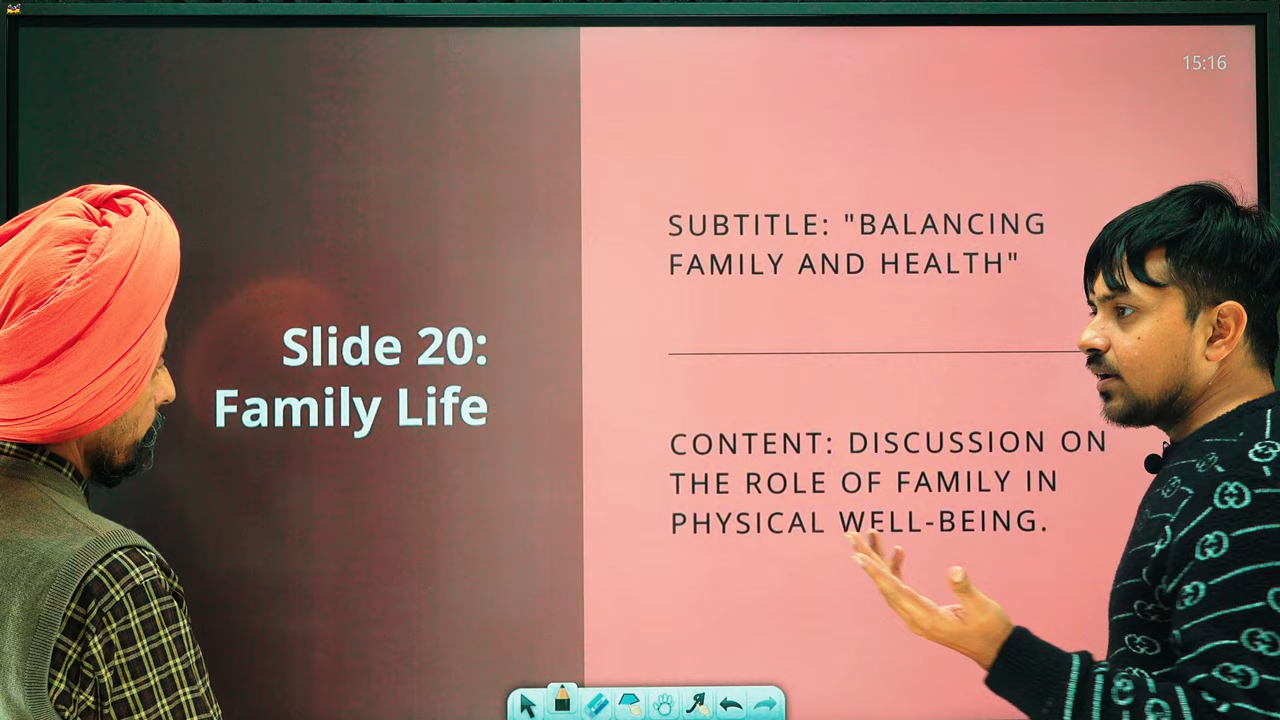 15:16
Slide 20:
Family Life
SUBTITLE: "BALANCING
FAMILY AND HEALTH"
CONTENT: DISCUSSION ON
THE ROLE OF FAMILY IN
PHYSICAL WELL-BEING.